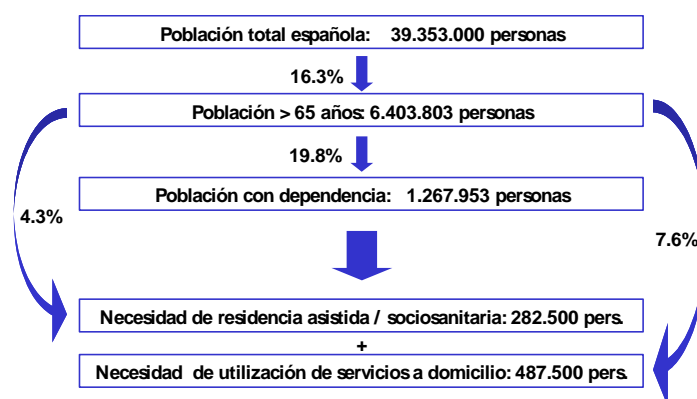 Población total española: 39.353.000 personas
16.3%
Población > 65 años: 6.403.803 personas
19.8%
Población con dependencia: 1.267.953 personas
4.3%
7.6%
Necesidad de residencia asistida / sociosanitaria: 282.500 pers.
+
Necesidad de utilización de servicios a domicilio: 487.500 pers.